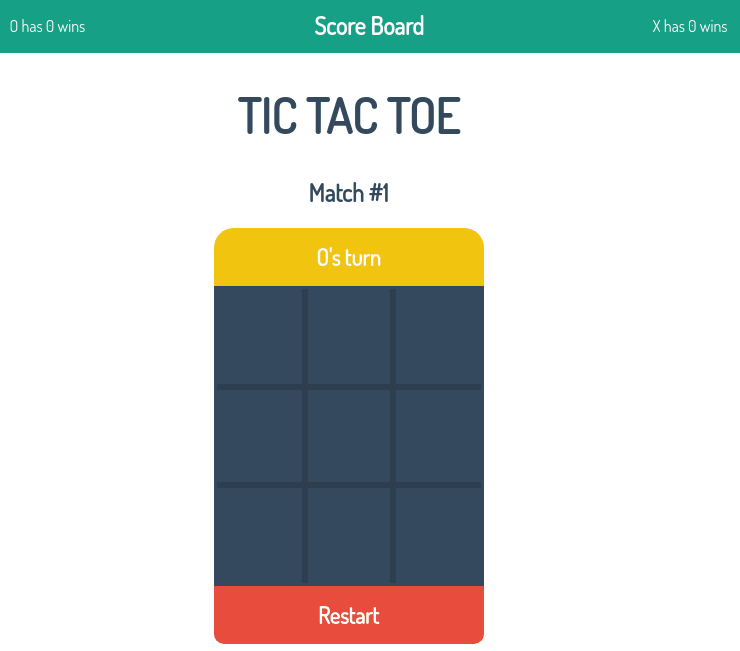 O has 0 wins
Score Board
X has 0 wins
TIC TAC TOE
Match #1
O's turn
Restart